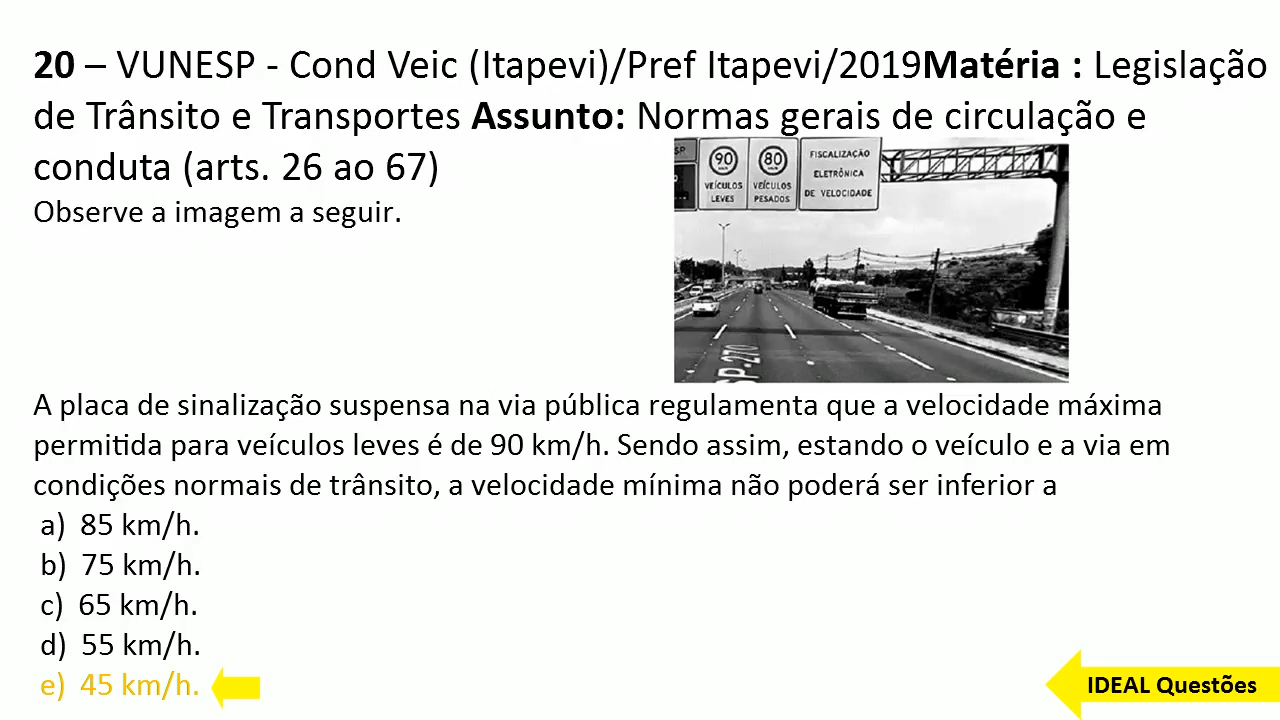 20 – VUNESP - Cond Veic (Itapevi)/Pref Itapevi/2019Matéria : Legislação
de Trânsito e Transportes Assunto: Normas gerais de circulação e
conduta (arts. 26 ao 67)
Observe a imagem a seguir.
SP
90
km/h
VEÍCULOS
LEVES
80
km/h
VEÍCULOS
PESADOS
FISCALIZAÇÃO
ELETRÔNICA
DE VELOCIDADE
SP-270
A placa de sinalização suspensa na via pública regulamenta que a velocidade máxima
permitida para veículos leves é de 90 km/h. Sendo assim, estando o veículo e a via em
condições normais de trânsito, a velocidade mínima não poderá ser inferior a
a) 85 km/h.
b) 75 km/h.
c) 65 km/h.
d) 55 km/h.
e) 45 km/h.
IDEAL Questões